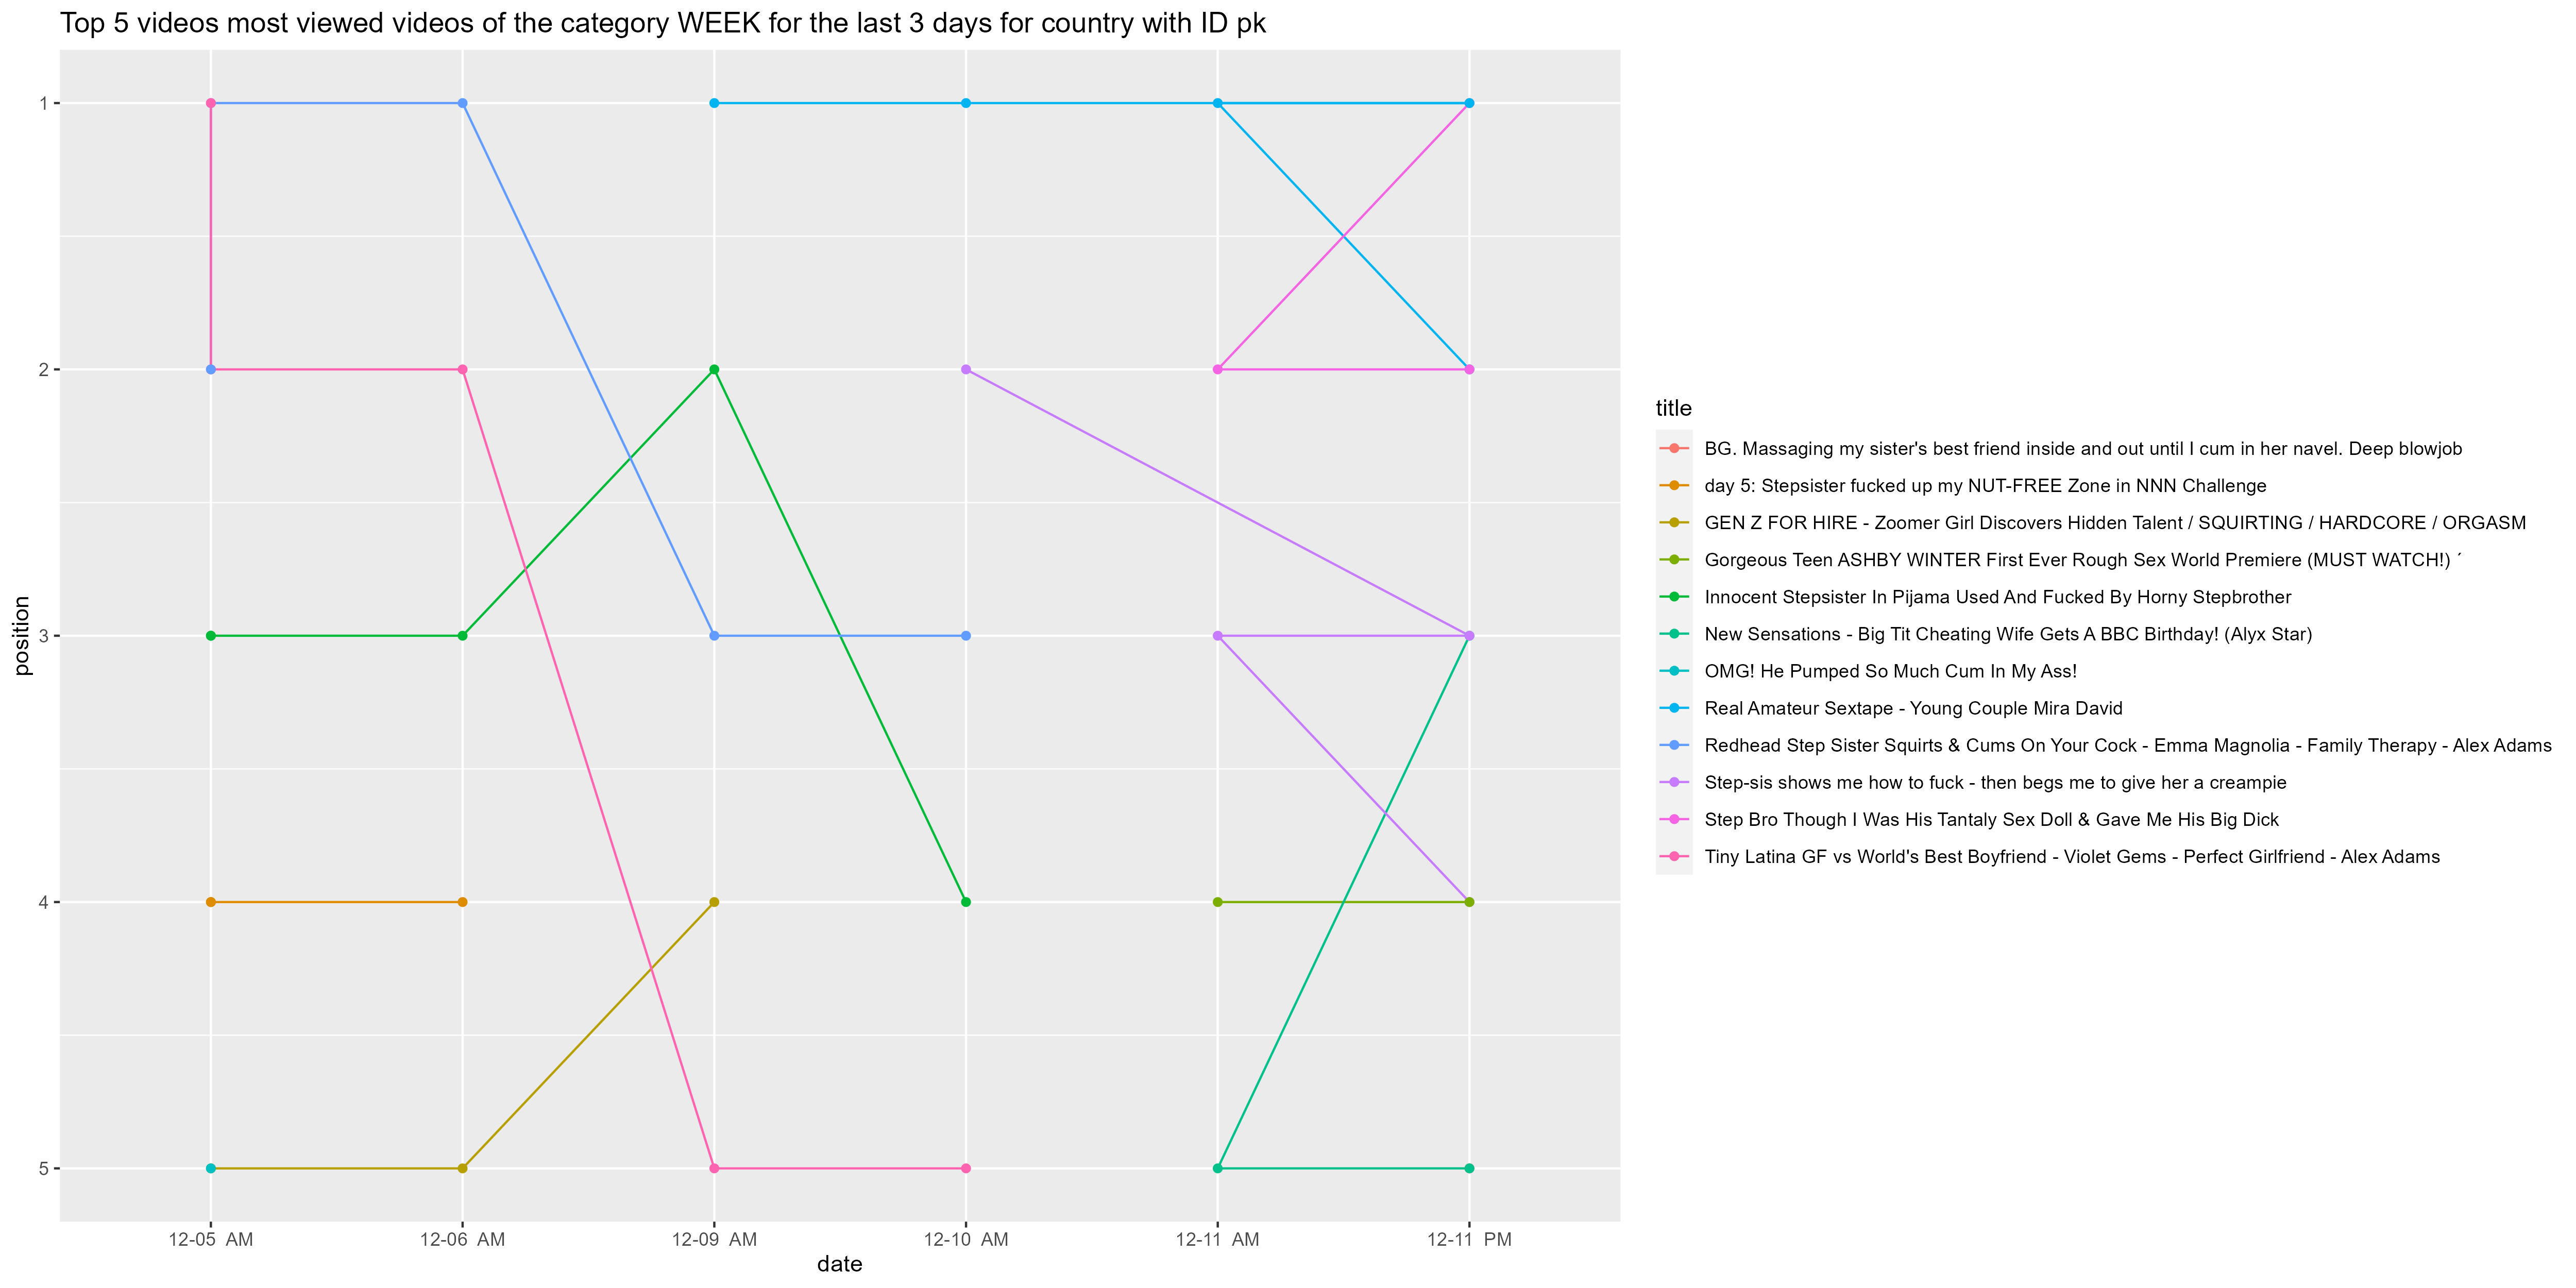 Top 5 videos most viewed videos of the category WEEK for the last 3 days for country with ID pk
1
2
3
4
5
position
12-05 AM
12-06 AM
12-09 AM
12-10 AM
12-11 AM
12-11 PM
date
title
BG. Massaging my sister's best friend inside and out until I cum in her navel. Deep blowjob
day 5: Stepsister fucked up my NUT-FREE Zone in NNN Challenge
GEN Z FOR HIRE - Zoomer Girl Discovers Hidden Talent / SQUIRTING / HARDCORE / ORGASM
Gorgeous Teen ASHBY WINTER First Ever Rough Sex World Premiere (MUST WATCH!) ´
Innocent Stepsister In Pijama Used And Fucked By Horny Stepbrother
New Sensations - Big Tit Cheating Wife Gets A BBC Birthday! (Alyx Star)
OMG! He Pumped So Much Cum In My Ass!
Real Amateur Sextape - Young Couple Mira David
Redhead Step Sister Squirts & Cums On Your Cock - Emma Magnolia - Family Therapy - Alex Adams
Step-sis shows me how to fuck - then begs me to give her a creampie
Step Bro Though I Was His Tantaly Sex Doll & Gave Me His Big Dick
Tiny Latina GF vs World's Best Boyfriend - Violet Gems - Perfect Girlfriend - Alex Adams